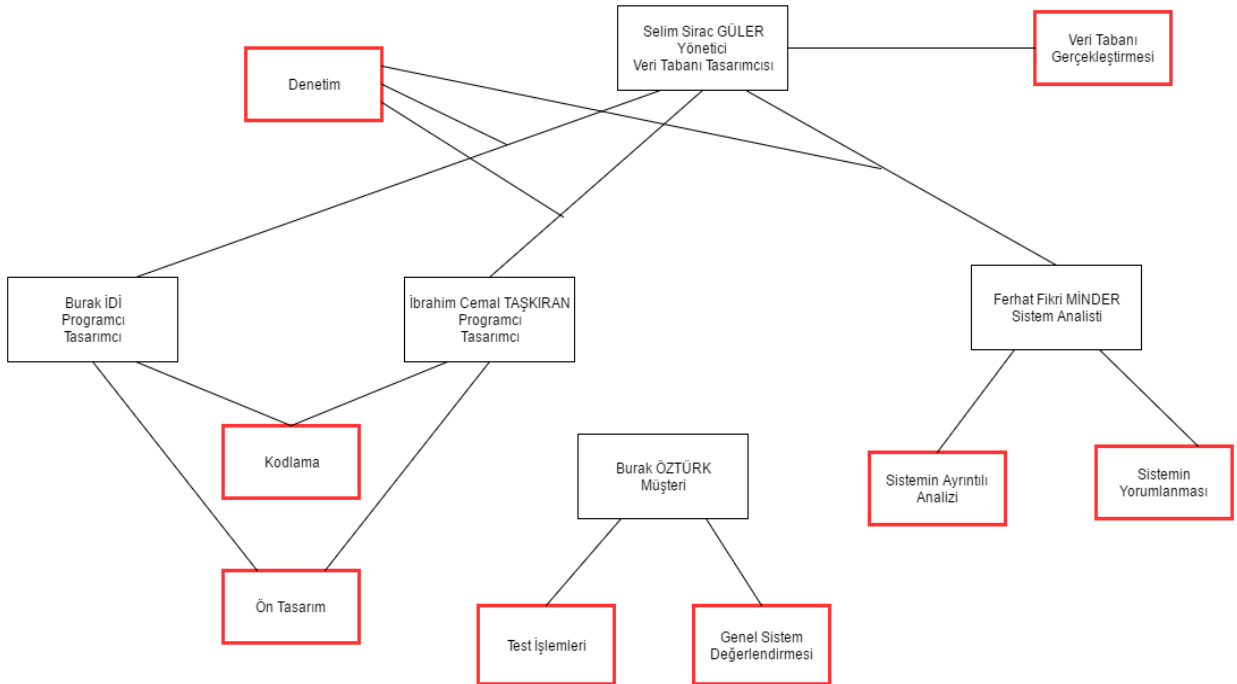 Selim Sirac GÜLER
Yönetici
Veri Tabanı Tasarımcısı
Veri Tabanı
Gerçekleştirmesi
Denetim
Burak İDİ
Programcı
Tasarımcı
İbrahim Cemal TAŞKIRAN
Programcı
Tasarımcı
Ferhat Fikri MİNDER
Sistem Analisti
Kodlama
Burak ÖZTÜRK
Müşteri
Sistemin Ayrıntılı
Analizi
Sistemin
Yorumlanması
Ön Tasarım
Test İşlemleri
Genel Sistem
Değerlendirmesi